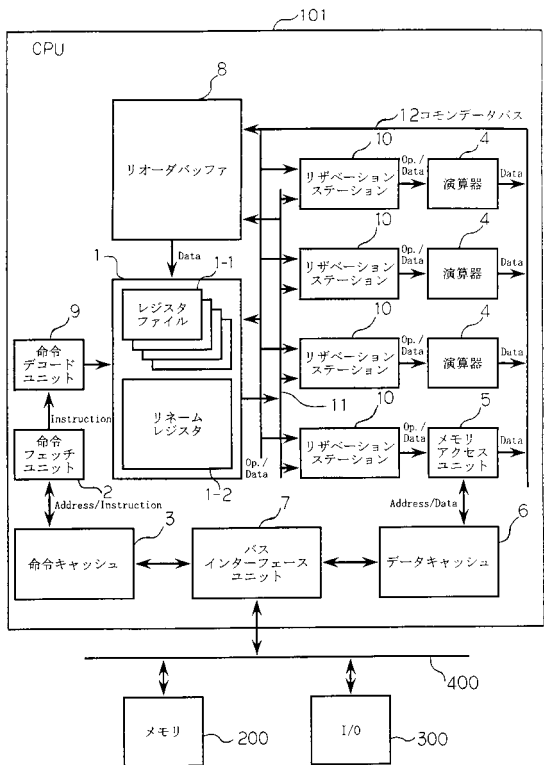 101
CPU
8
リオーダバッファ
12コモンデータバス
10
リザベーション
ステーション
Op./
Data
4
演算器
Data
10
リザベーション
ステーション
Op./
Data
4
演算器
Data
10
リザベーション
ステーション
Op./
Data
4
演算器
Data
10
リザベーション
ステーション
Op./
Data
5
メモリ
アクセス
ユニット
Data
Data
1
1-1
レジスタ
ファイル
リネーム
レジスタ
1-2
Op./
Data
11
9
命令
デコード
ユニット
Instruction
命令
フェッチ
ユニット
2
Address/Instruction
3
命令キャッシュ
7
バス
インターフェース
ユニット
Address/Data
6
データキャッシュ
400
メモリ
200
I/O
300